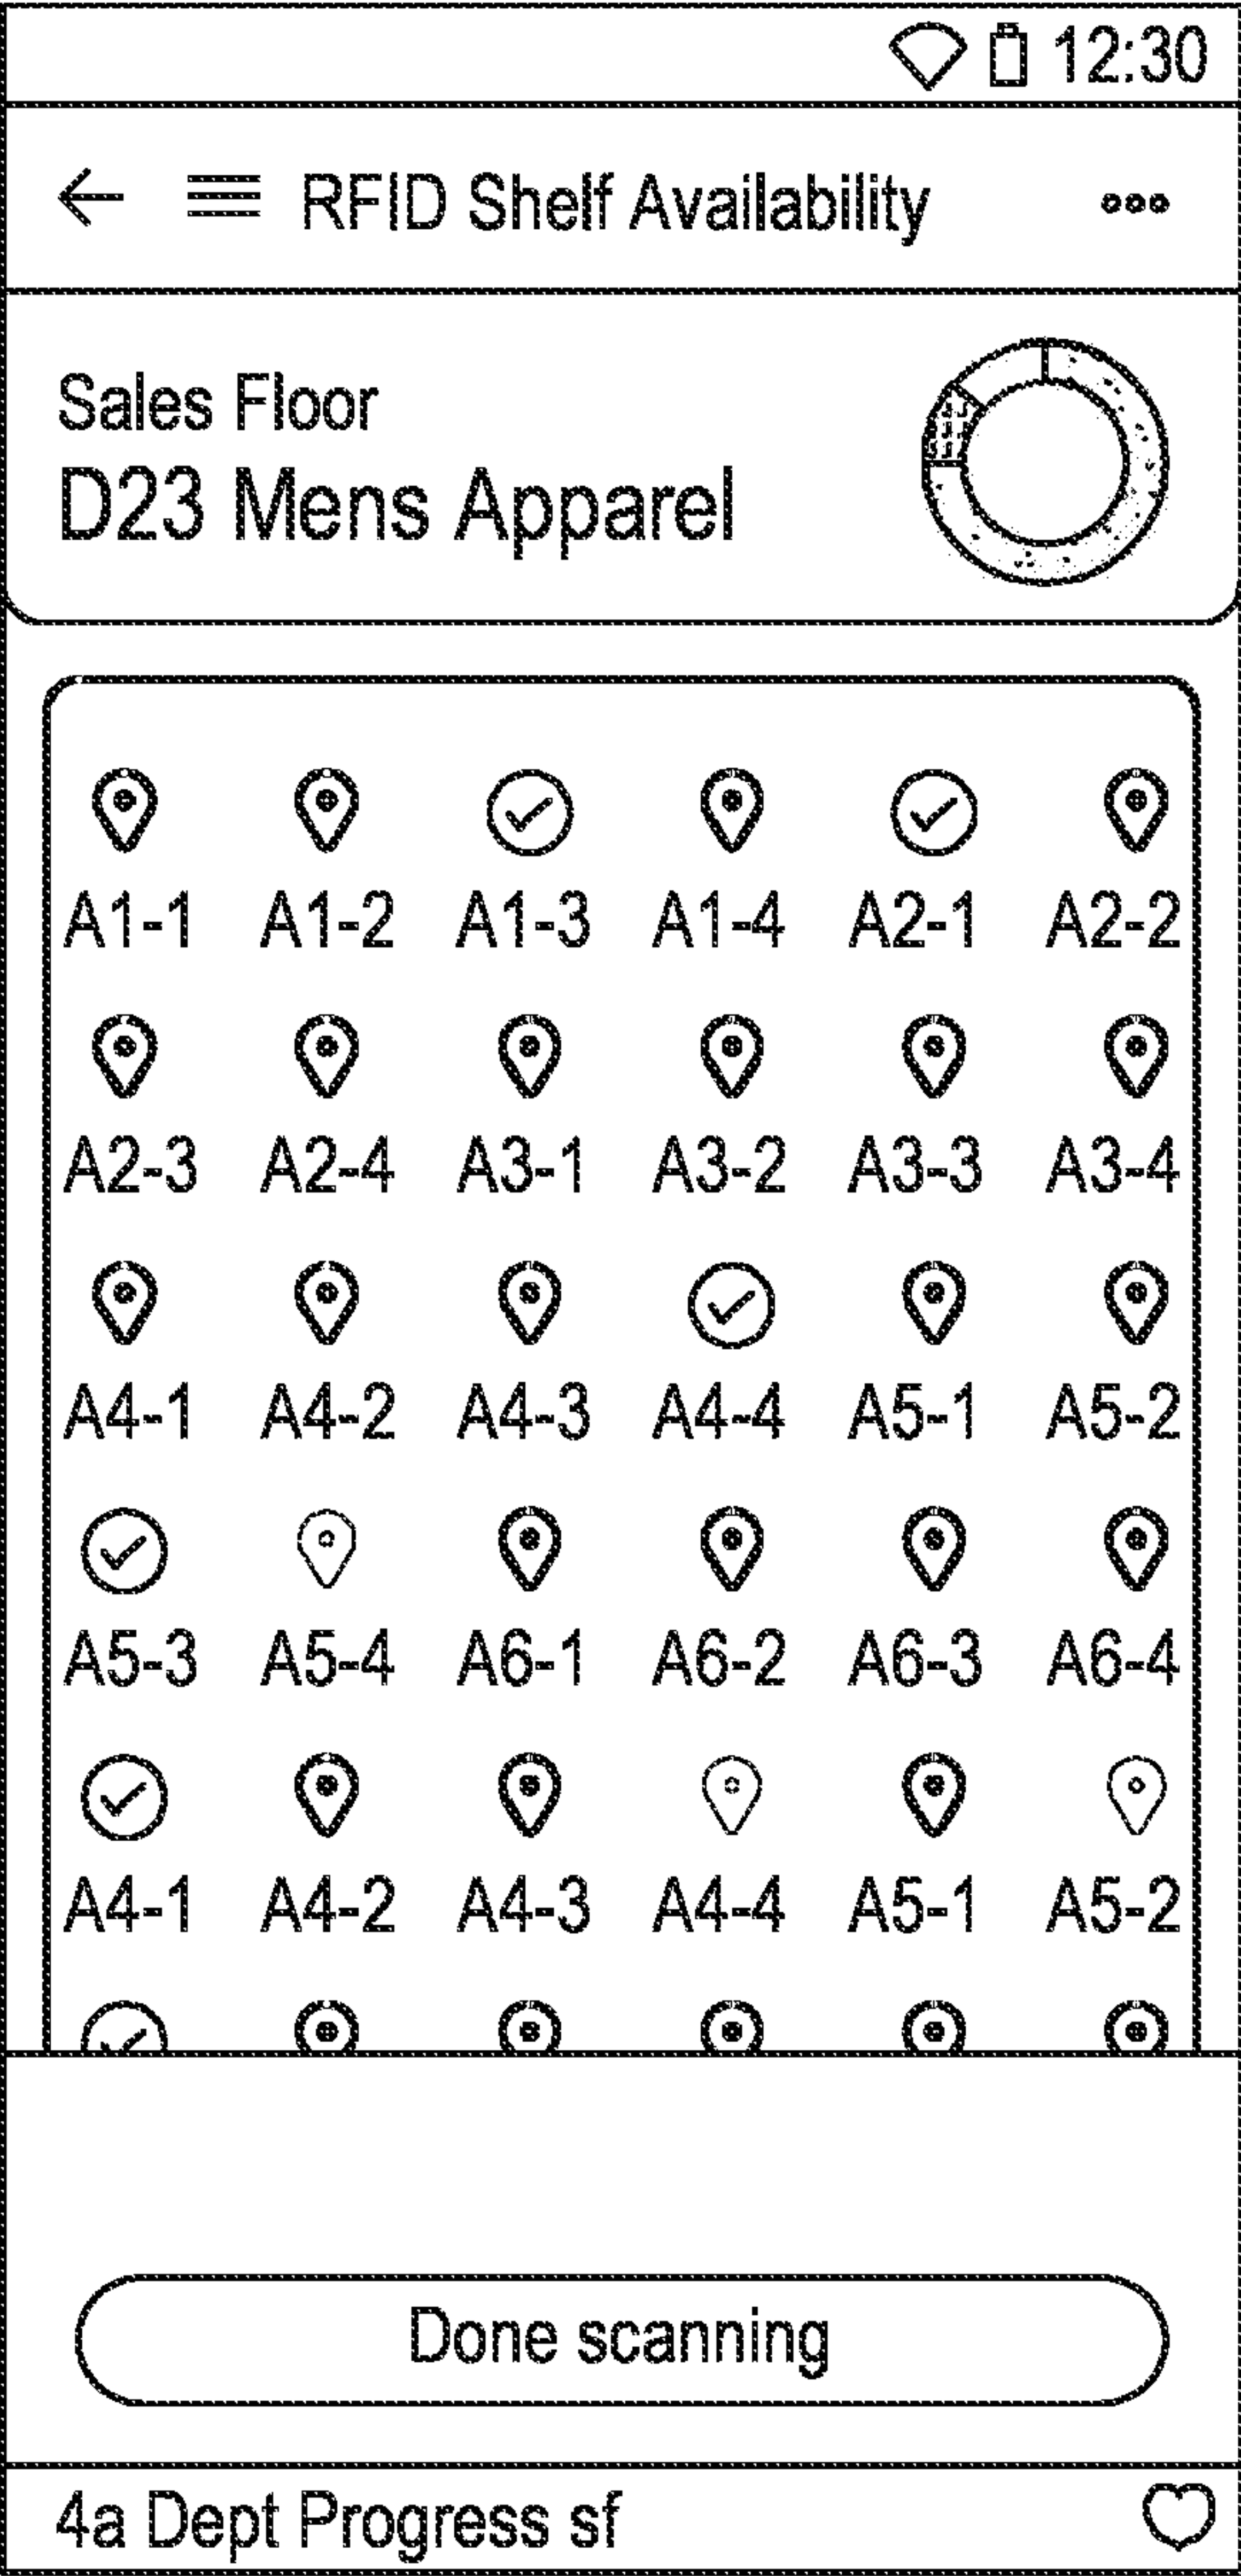 12:30
RFID Shelf Availability
Sales Floor
D23 Mens Apparel
A1-1 A1-2 A1-3 A1-4 A2-1 A2-2
A2-3 A2-4 A3-1 A3-2 A3-3 A3-4
A4-1 A4-2 A4-3 A4-4 A5-1 A5-2
A5-3 A5-4 A6-1 A6-2 A6-3 A6-4
A4-1 A4-2 A4-3 A4-4 A5-1 A5-2
Done scanning
4a Dept Progress sf